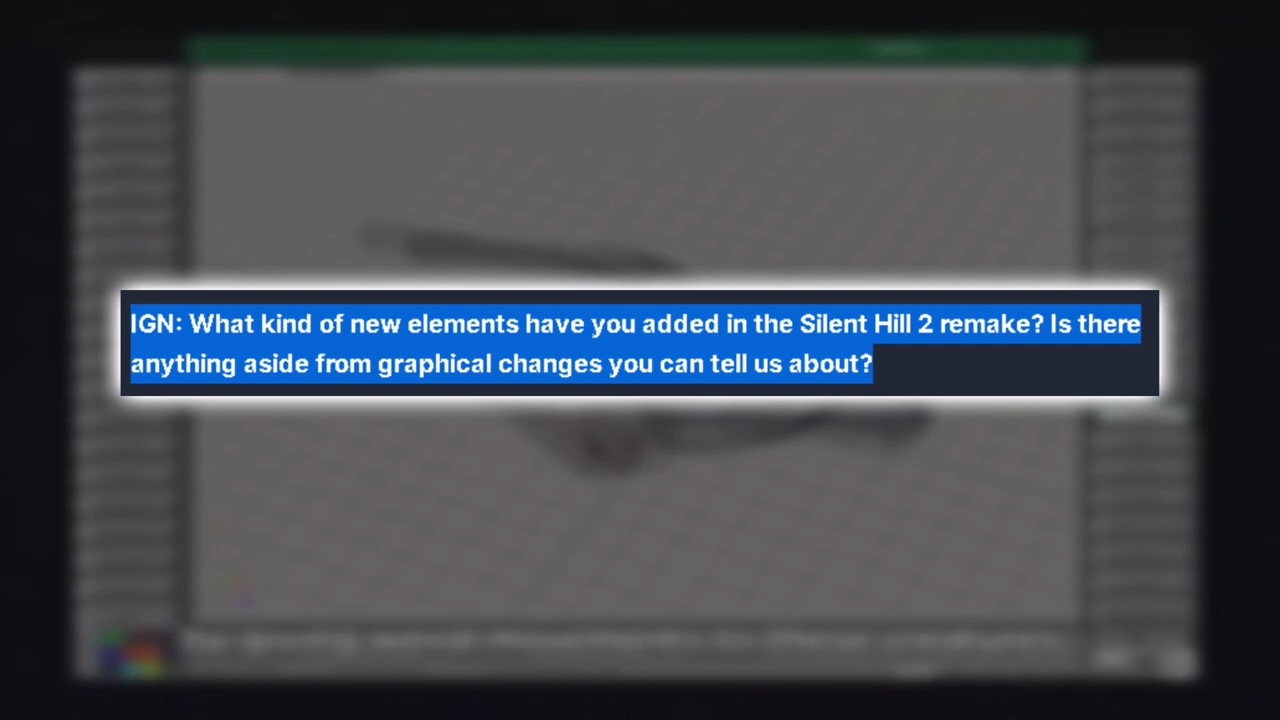 IGN: What kind of new elements have you added in the Silent Hill 2 remake? Is there
anything aside from graphical changes you can tell us about?